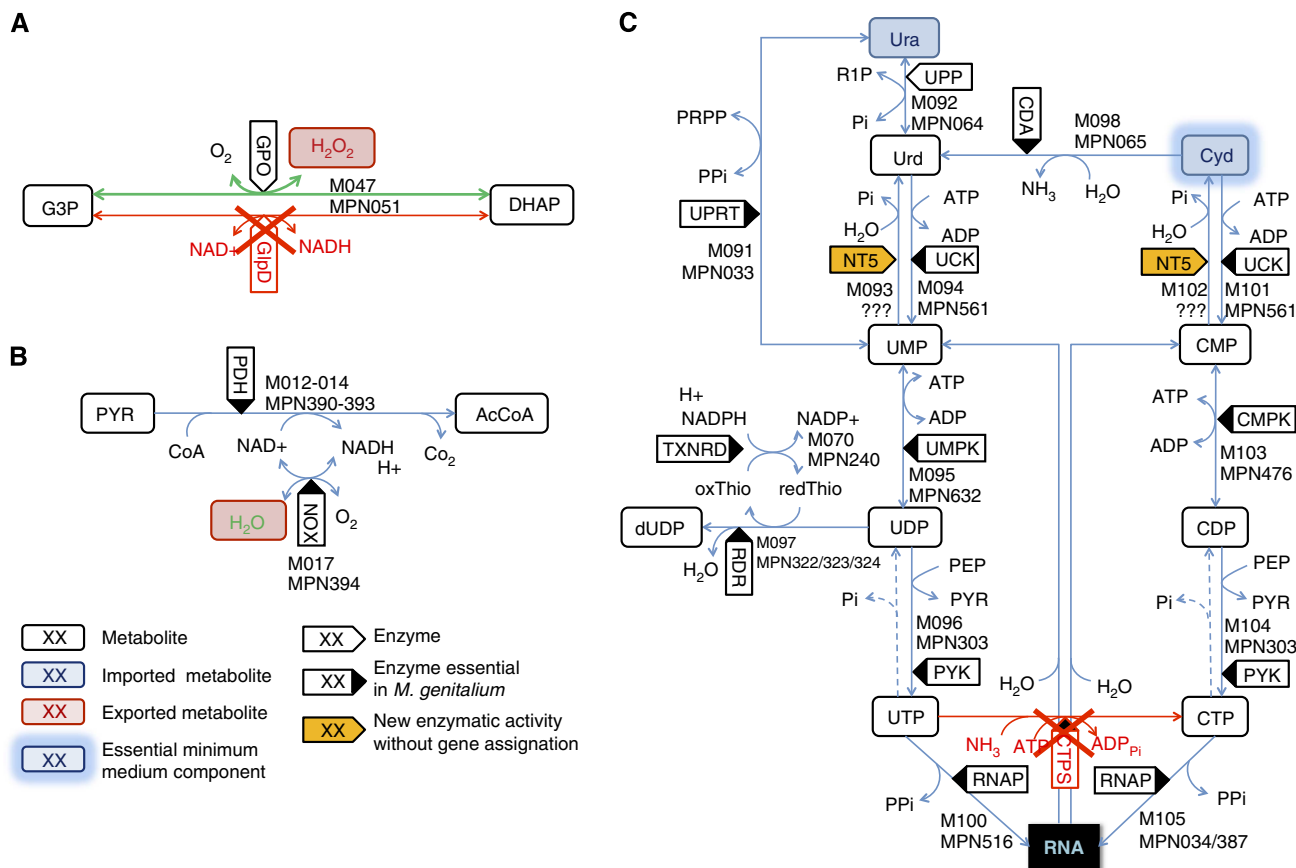 A
O2
GPO
H2O2
G3P
M047
MPN051
DHAP
NAD+
GlpD
NADH
B
PDH
M012-014
MPN390-393
PYR
AcCoA
CoA
NAD+
NADH
H+
Co2
H2O
NOX
O2
M017
MPN394
XX Metabolite
XX Imported metabolite
XX Exported metabolite
XX Essential minimum
medium component
XX Enzyme
XX Enzyme essential
in M. genitalium
XX New enzymatic activity
without gene assignation
C
Ura
R1P
UPP
M092
MPN064
Pi
PRPP
PPi
UPRT
M091
MPN033
Urd
CDA
M098
MPN065
NH3
H2O
Cyd
Pi
ATP
H2O
ADP
NT5
UCK
M093
???
M094
MPN561
Pi
ATP
H2O
ADP
NT5
UCK
M102
???
M101
MPN561
UMP
CMP
ATP
ADP
UMPK
M095
MPN632
ATP
ADP
CMPK
M103
MPN476
H+
NADPH
NADP+
M070
MPN240
TXNRD
oxThio
redThio
dUDP
UDP
CDP
H2O
RDR
M097
MPN322/323/324
Pi
PEP
PYR
M096
MPN303
PYK
Pi
PEP
PYR
M104
MPN303
PYK
H2O
H2O
UTP
CTP
NH3
ATP
CTPS
ADP Pi
PPi
RNAP
RNAP
PPi
M100
MPN516
M105
MPN034/387
RNA